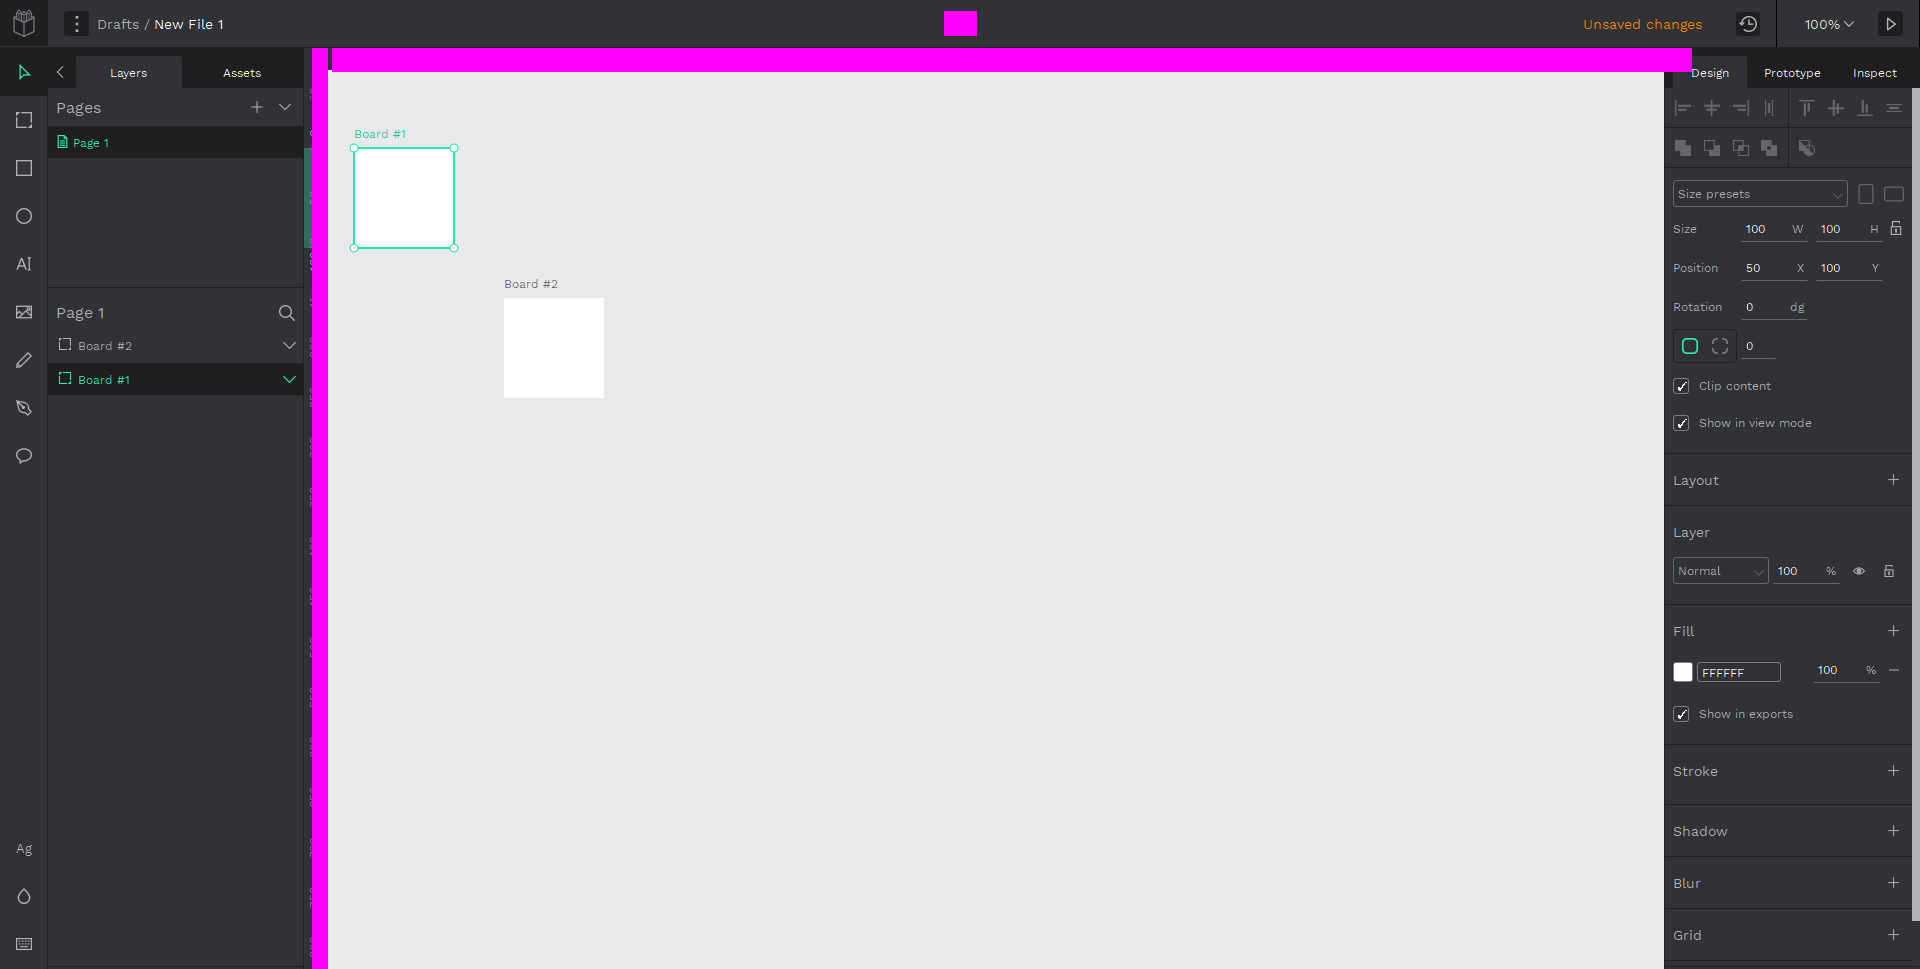 Drafts / New File 1
Unsaved changes
100%
Layers
Assets
Design
Prototype
Inspect
Pages
Page 1
Page 1
Board #2
Board #1
AI
Ag
Board #1
Board #2
Size presets
Size 100 W 100 H
Position 50 X 100 Y
Rotation 0 dg
0
Clip content
Show in view mode
Layout
Layer
Normal 100 %
Fill
FFFFFF 100 %
Show in exports
Stroke
Shadow
Blur
Grid